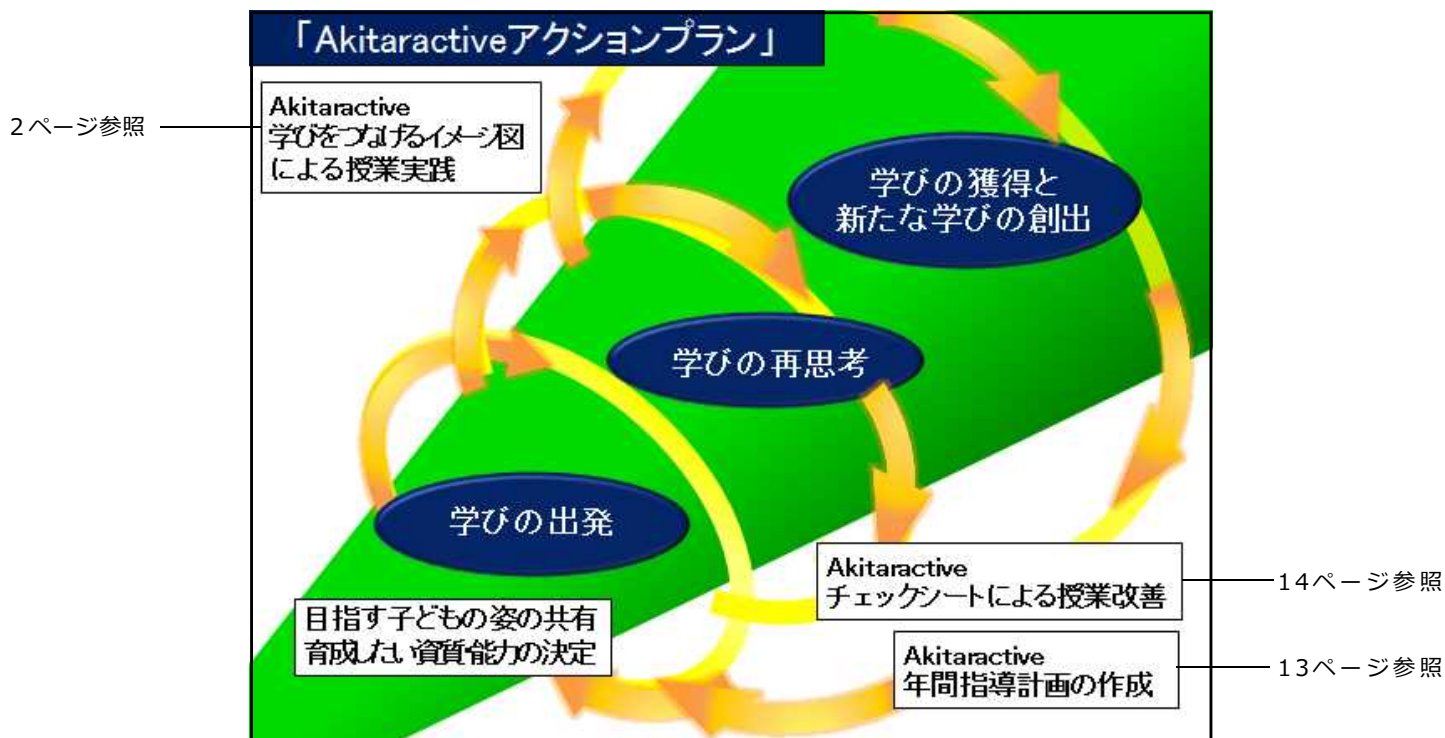 「Akitaractiveアクションプラン」
Akitaractive
学びをつなげるイメージ図
による授業実践
2ページ参照
学びの獲得と
新たな学びの創出
学びの再思考
学びの出発
Akitaractive
チェックシートによる授業改善
14ページ参照
目指す子どもの姿の共有
育成したい資質・能力の決定
Akitaractive
年間指導計画の作成
13ページ参照